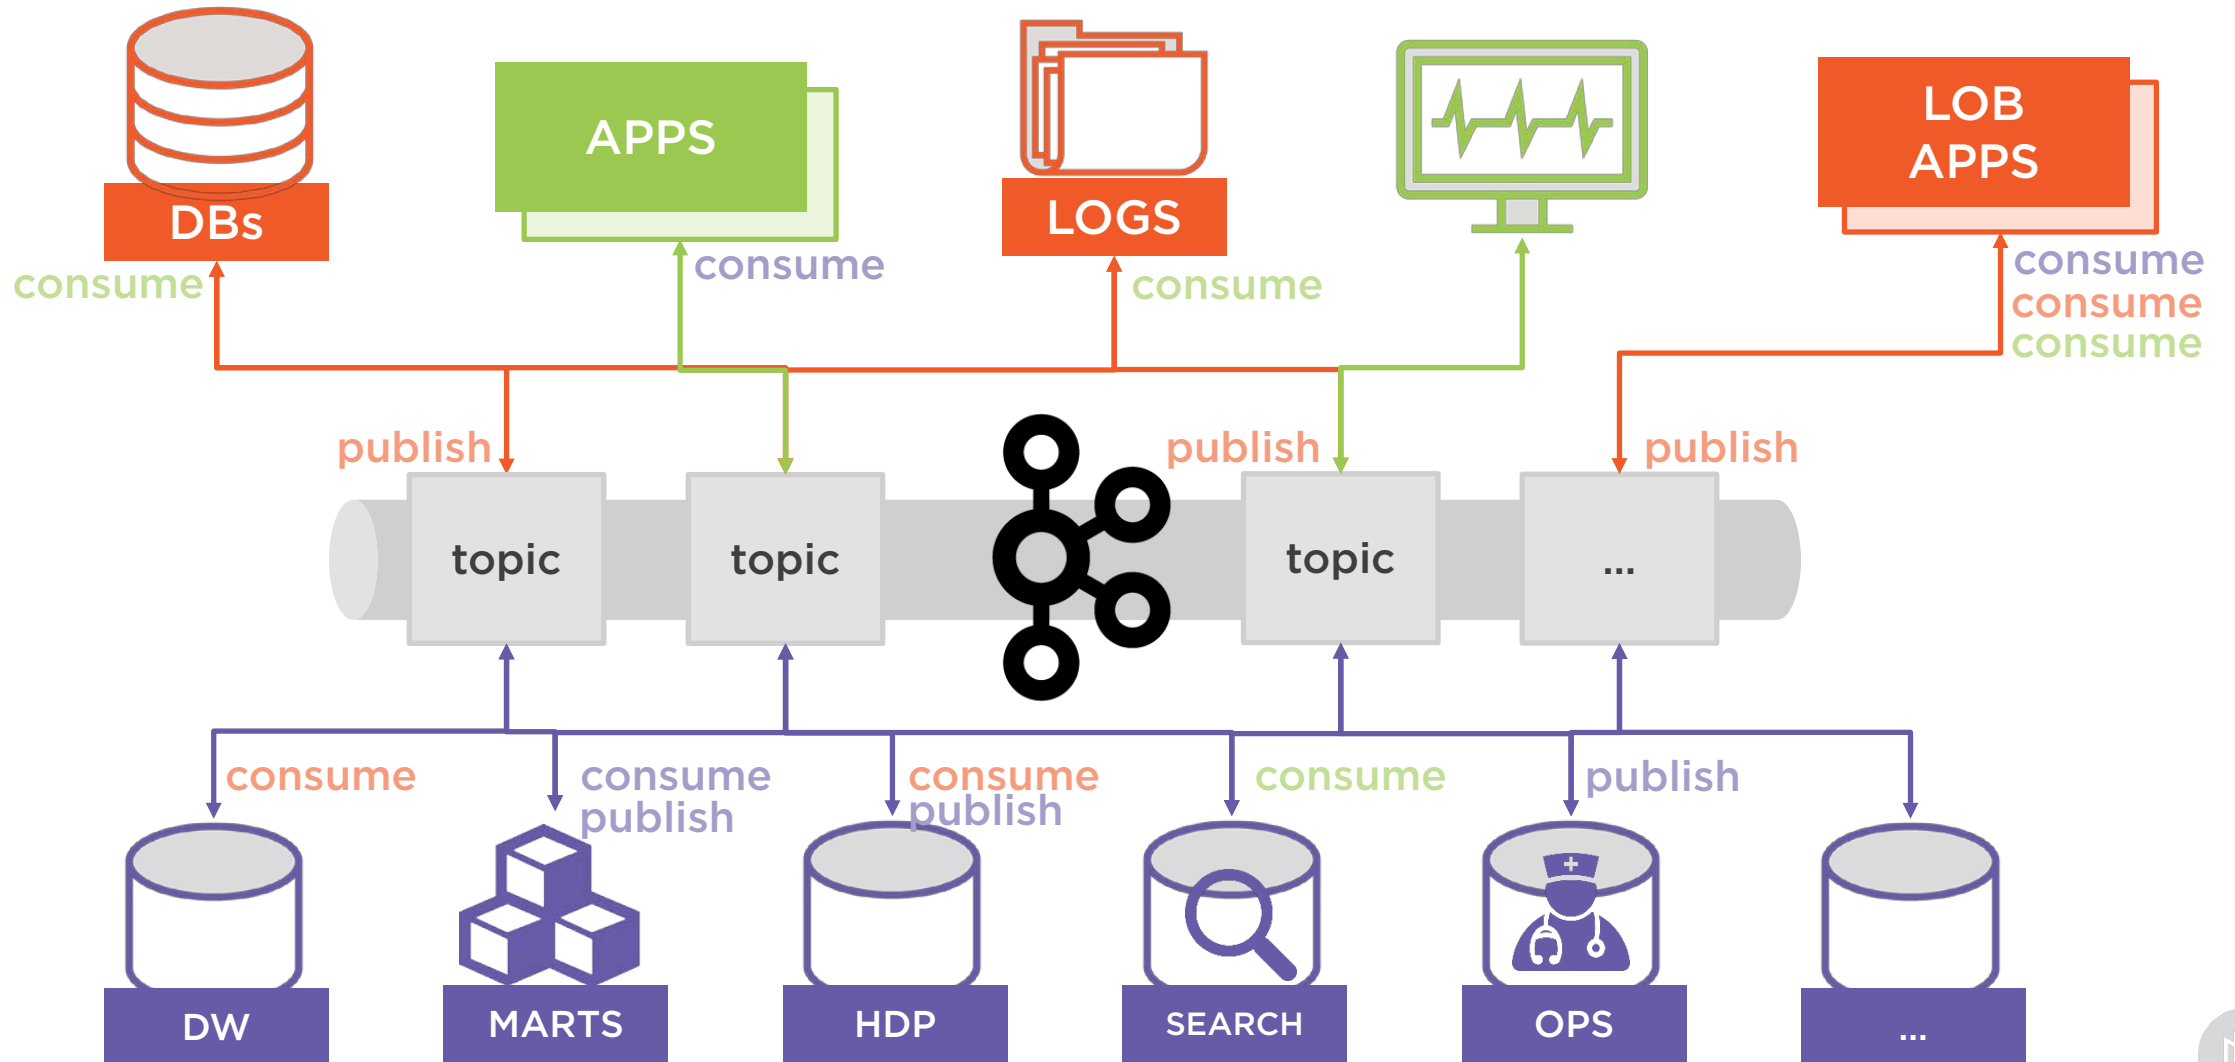 DBs
APPS
LOGS
LOB
APPS
consume
consume
consume
consume
consume
consume
publish
publish
publish
topic
topic
topic
...
consume
consume
publish
consume
publish
consume
publish
DW
MARTS
HDP
SEARCH
OPS
...